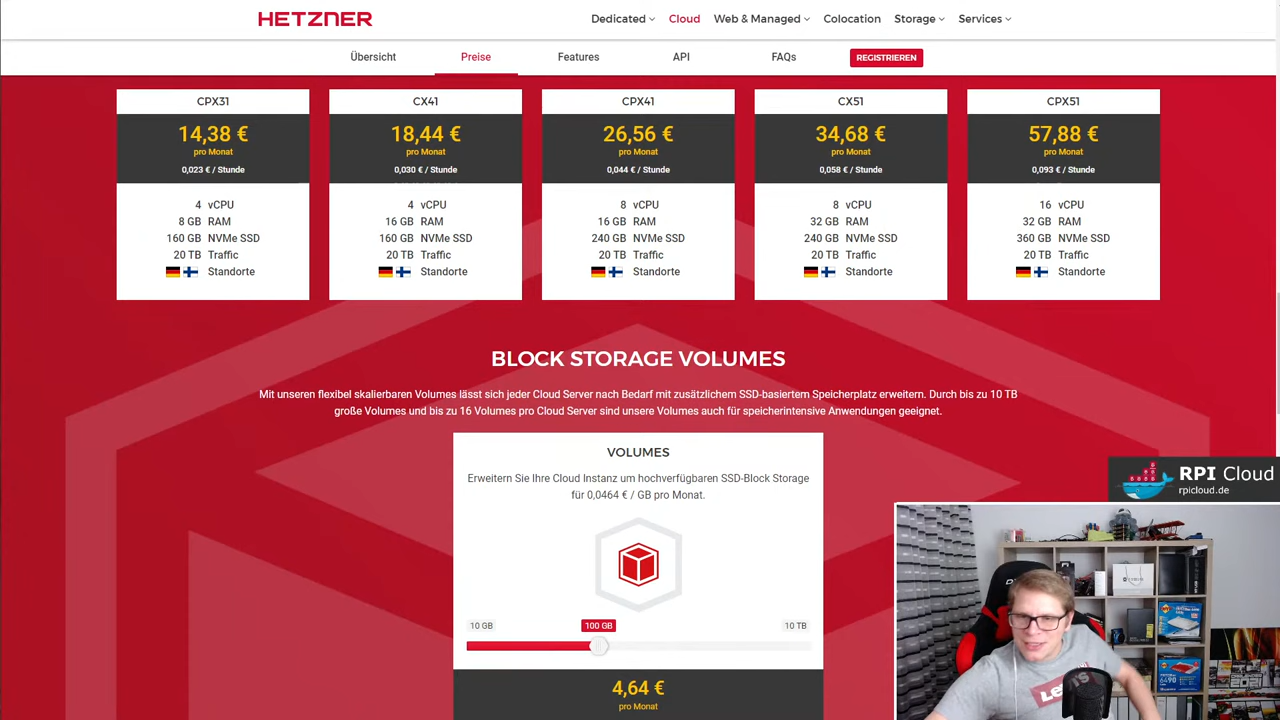 HETZNER
Dedicated Cloud Web & Managed Colocation Storage Services
Übersicht Preise Features API FAQs REGISTRIEREN
CPX31
14,38 €
pro Monat
0,023 € / Stunde
4 vCPU
8 GB RAM
160 GB NVMe SSD
20 TB Traffic
Standorte
CX41
18,44 €
pro Monat
0,030 € / Stunde
4 vCPU
16 GB RAM
160 GB NVMe SSD
20 TB Traffic
Standorte
CPX41
26,56 €
pro Monat
0,044 € / Stunde
8 vCPU
16 GB RAM
240 GB NVMe SSD
20 TB Traffic
Standorte
CX51
34,68 €
pro Monat
0,058 € / Stunde
8 vCPU
32 GB RAM
240 GB NVMe SSD
20 TB Traffic
Standorte
CPX51
57,88 €
pro Monat
0,093 € / Stunde
16 vCPU
32 GB RAM
360 GB NVMe SSD
20 TB Traffic
Standorte
BLOCK STORAGE VOLUMES
Mit unseren flexibel skalierbaren Volumes lässt sich jeder Cloud Server nach Bedarf mit zusätzlichem SSD-basiertem Speicherplatz erweitern. Durch bis zu 10 TB
große Volumes und bis zu 16 Volumes pro Cloud Server sind unsere Volumes auch für speicherintensive Anwendungen geeignet.
VOLUMES
Erweitern Sie Ihre Cloud Instanz um hochverfügbaren SSD-Block Storage
für 0,0464 € / GB pro Monat.
10 GB 100 GB 10 TB
4,64 €
pro Monat
RPI Cloud
rpicloud.de